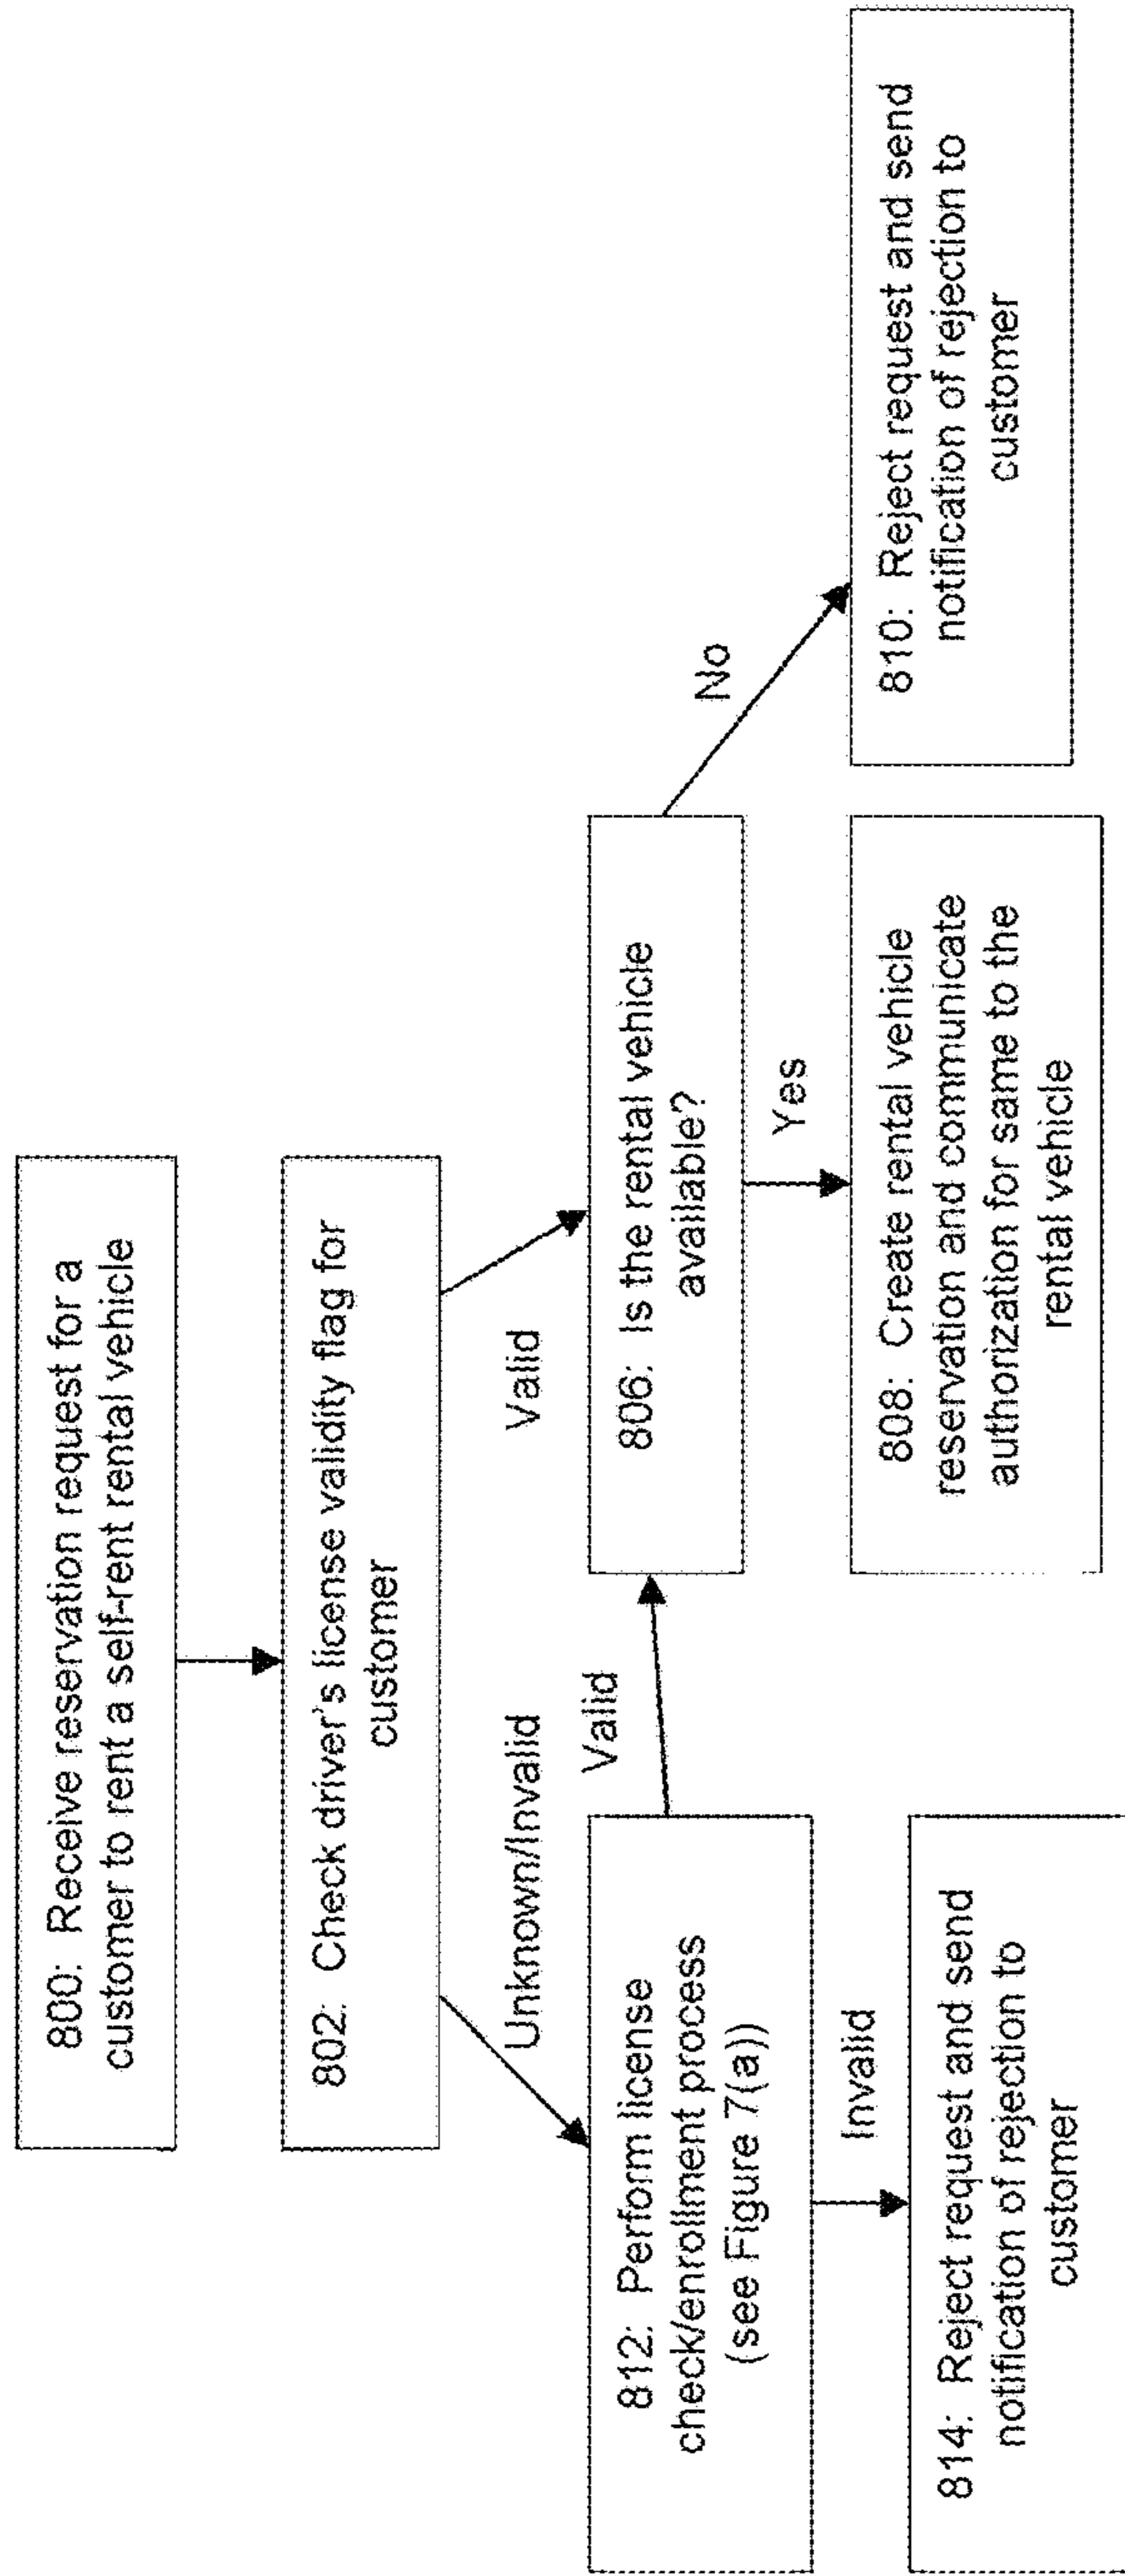 800: Receive reservation request for a
customer to rent a self-rent rental vehicle
802: Check driver's license validity flag for
customer
Unknown/Invalid
Valid
812: Perform license
check/enrollment process
(see Figure 7(a))
Valid
806: Is the rental vehicle
available?
Invalid
Yes
No
814: Reject request and send
notification of rejection to
customer
808: Create rental vehicle
reservation and communicate
authorization for same to the
rental vehicle
810: Reject request and send
notification of rejection to
customer